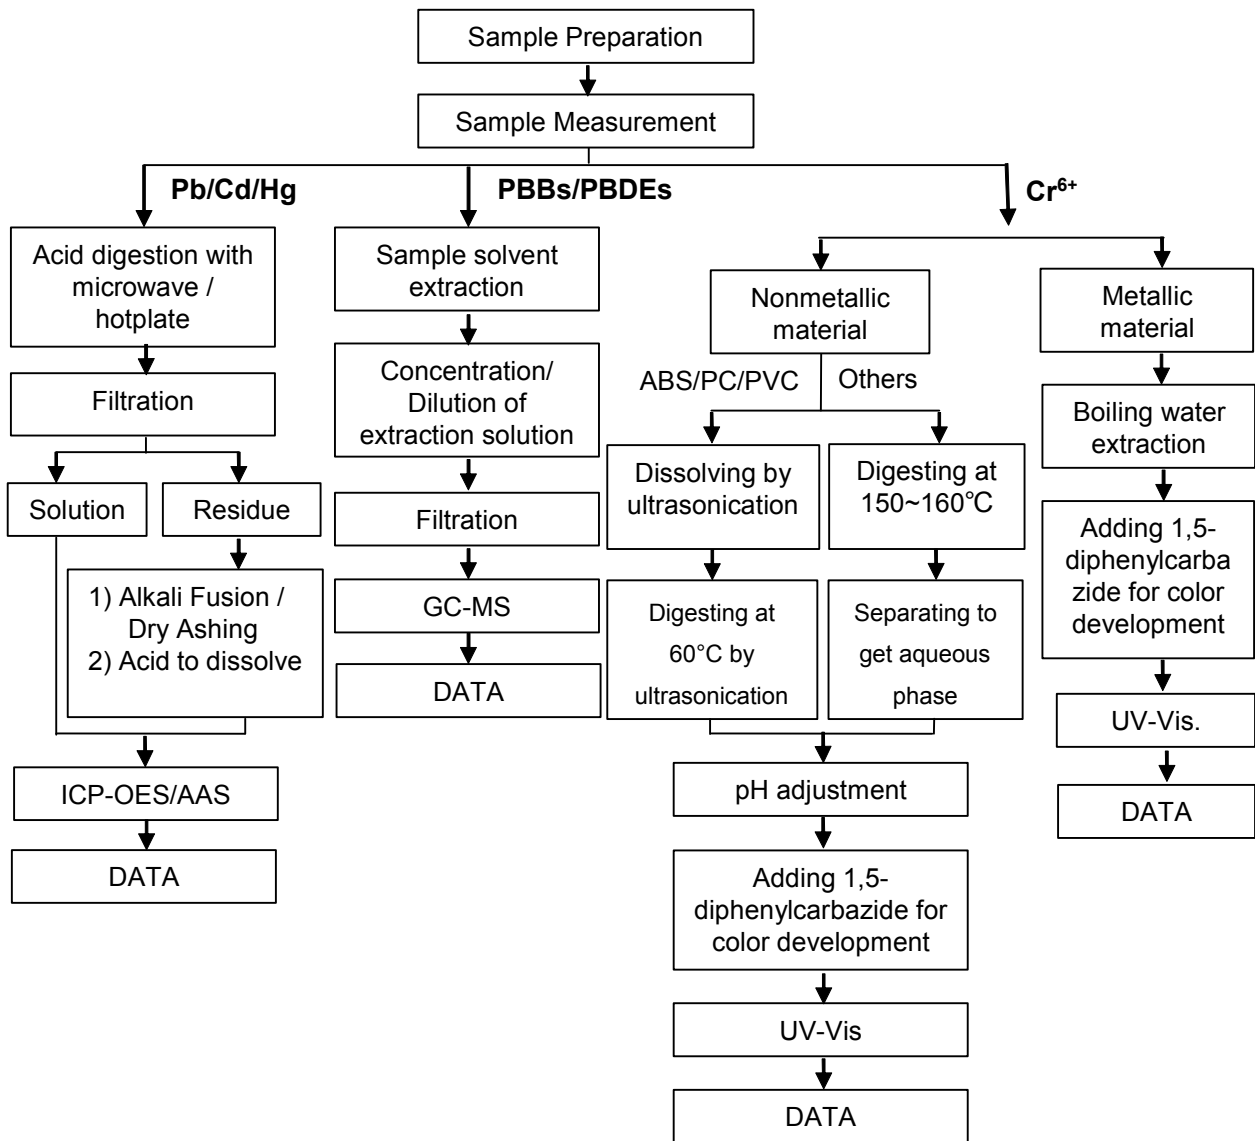 Sample Preparation
Sample Measurement
Pb/Cd/Hg
PBBs/PBDEs
Cr6+
Acid digestion with
microwave /
hotplate
Filtration
Solution
Residue
1) Alkali Fusion /
Dry Ashing
2) Acid to dissolve
ICP-OES/AAS
DATA
Sample solvent
extraction
Concentration/
Dilution of
extraction solution
Filtration
GC-MS
DATA
Nonmetallic
material
ABS/PC/PVC
Others
Dissolving by
ultrasonication
Digesting at
60°C by
ultrasonication
Digesting at
150~160℃
Separating to
get aqueous
phase
pH adjustment
Adding 1,5-
diphenylcarbazide for
color development
UV-Vis
DATA
Metallic
material
Boiling water
extraction
Adding 1,5-
diphenylcarba
zide for color
development
UV-Vis.
DATA